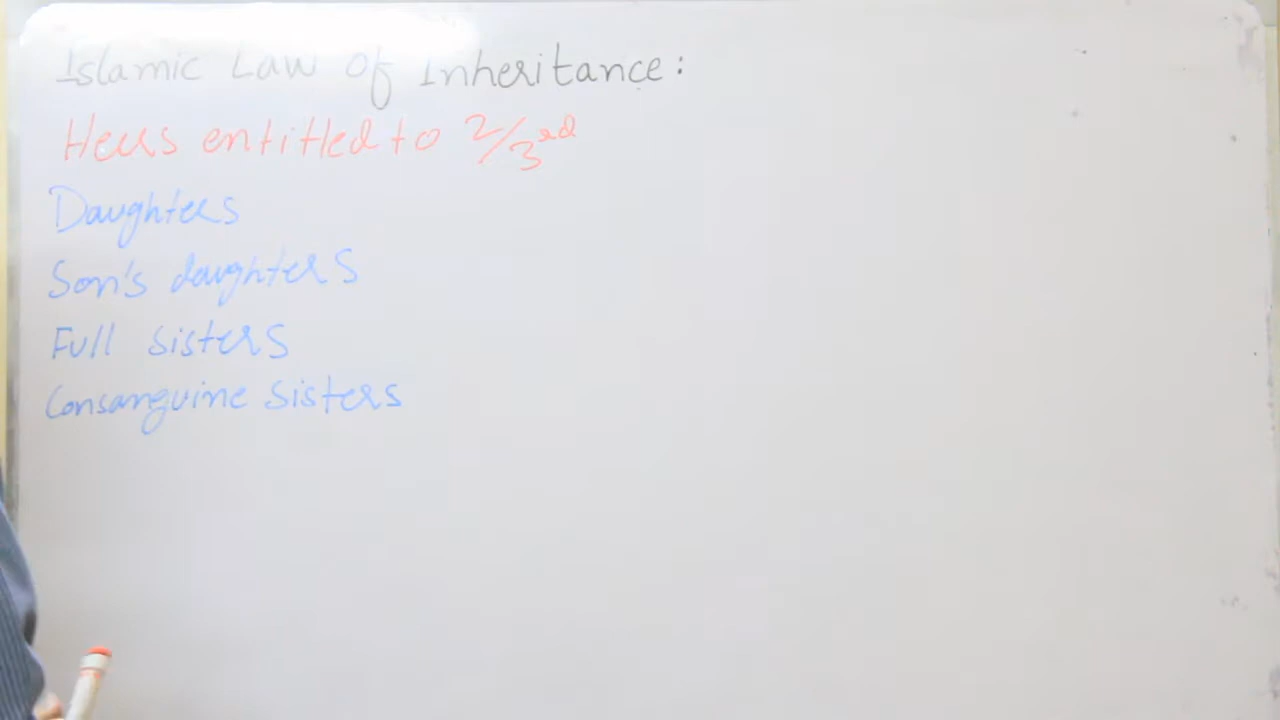 Islamic Law of Inheritance:
Heirs entitled to 2/3rd
Daughters
Son's daughters
Full sisters
Consanguine sisters